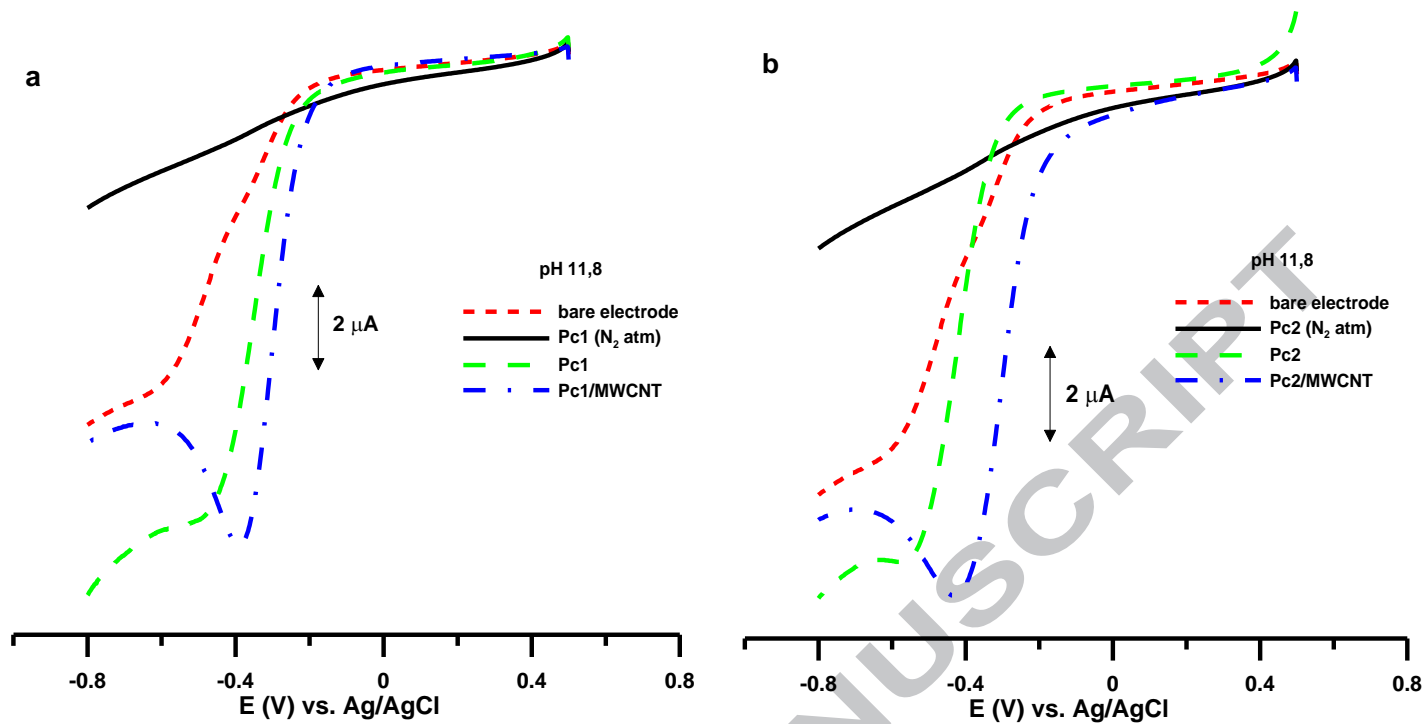 a
pH 11,8
2 μA
bare electrode
Pc1 (N₂ atm)
Pc1
Pc1/MWCNT
-0.8 -0.4 0 0.4 0.8
E (V) vs. Ag/AgCl
b
pH 11,8
2 μA
bare electrode
Pc2 (N₂ atm)
Pc2
Pc2/MWCNT
-0.8 -0.4 0 0.4 0.8
E (V) vs. Ag/AgCl
NUSCRIPT